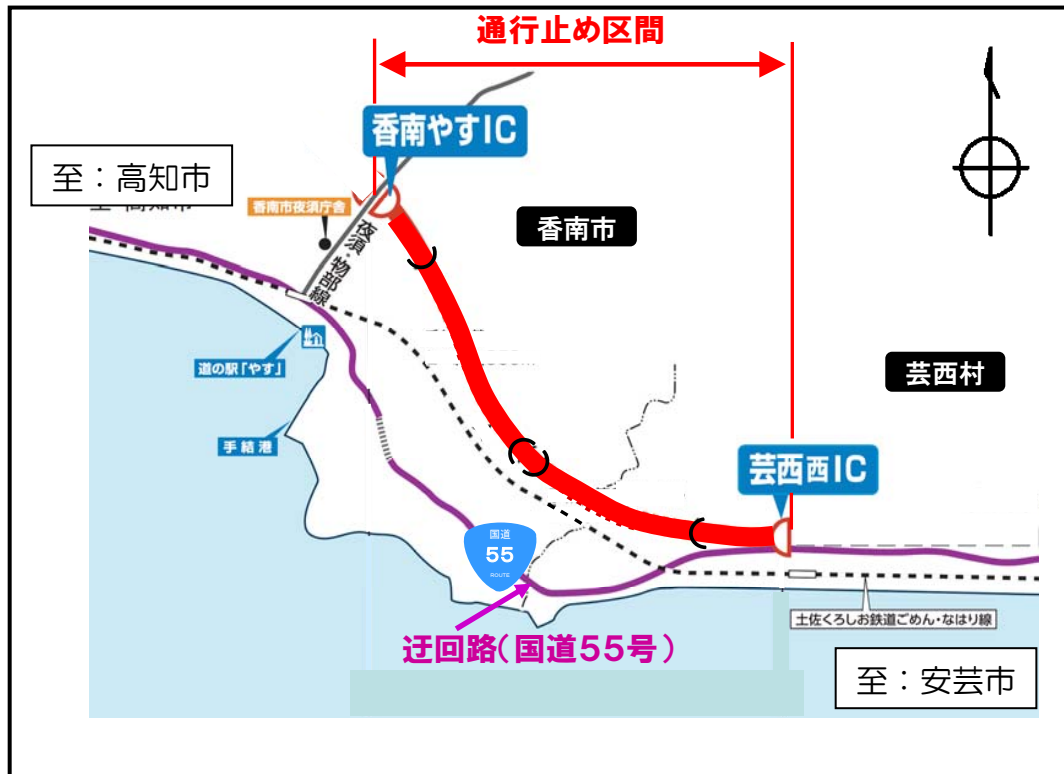 通行止め区間
香南やすIC
至：高知市
香南市夜須庁舎
夜須・物部線
香南市
道の駅「やす」
芸西村
手結港
芸西西IC
国道
55
ROUTE
土佐くろしお鉄道ごめん・なはり線
迂回路（国道55号）
至：安芸市